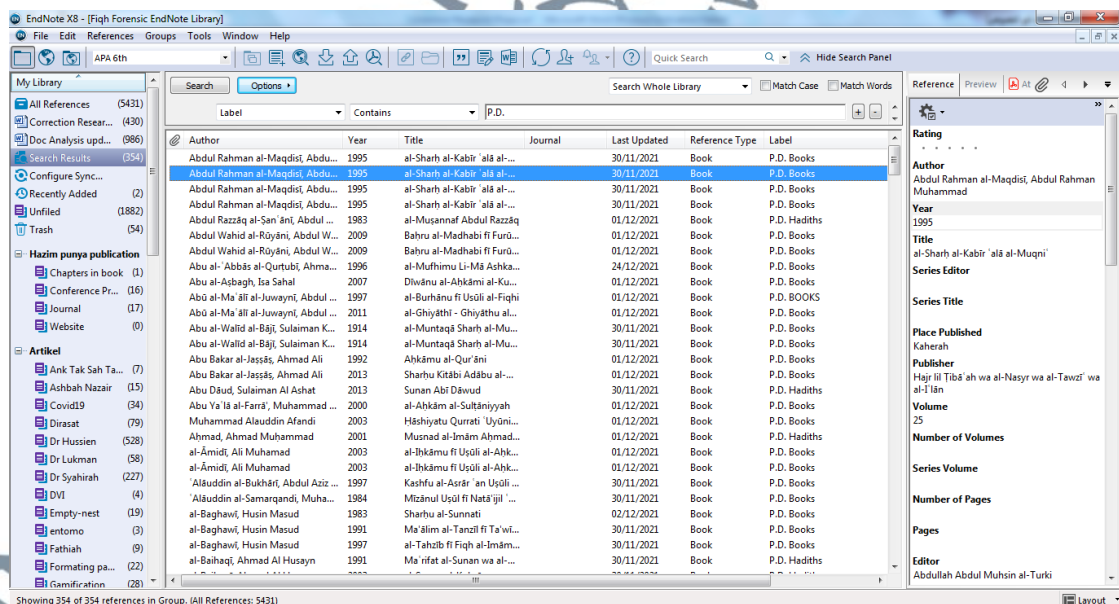 EndNote X8 - [Fiqh Forensic EndNote Library]
File Edit References Groups Tools Window Help
APA 6th Quick Search Hide Search Panel
My Library
All References (5431)
Correction Resear... (430)
Doc Analysis upd... (986)
Search Results (354)
Configure Sync...
Recently Added (2)
Unfiled (1882)
Trash (54)
Hazim punya publication
Chapters in book (1)
Conference Pr... (16)
Journal (17)
Website (0)
Artikel
Ank Tak Sah Ta... (7)
Ashbah Nazair (15)
Covid19 (34)
Dirasat (79)
Dr Hussien (528)
Dr Lukman (58)
Dr Syahirah (227)
DVI (4)
Empty-nest (19)
entomo (3)
Fathiah (9)
Formating pa... (22)
Gamification (28)
Search Options Search Whole Library Match Case Match Words
Label Contains P.D.
Author Year Title Journal Last Updated Reference Type Label
Abdul Rahman al-Maqdisī, Abdu... 1995 al-Sharḥ al-Kabīr ʿalā al-... 30/11/2021 Book P.D. Books
Abdul Rahman al-Maqdisī, Abdu... 1995 al-Sharḥ al-Kabīr ʿalā al-... 30/11/2021 Book P.D. Books
Abdul Rahman al-Maqdisī, Abdu... 1995 al-Sharḥ al-Kabīr ʿalā al-... 30/11/2021 Book P.D. Books
Abdul Rahman al-Maqdisī, Abdu... 1995 al-Sharḥ al-Kabīr ʿalā al-... 30/11/2021 Book P.D. Books
Abdul Razzāq al-Ṣanʿānī, Abdul ... 1983 al-Muṣannaf Abdul Razzāq 01/12/2021 Book P.D. Hadiths
Abdul Wahid al-Rūyāni, Abdul W... 2009 Baḥru al-Madhabi fī Furū... 01/12/2021 Book P.D. Books
Abdul Wahid al-Rūyāni, Abdul W... 2009 Baḥru al-Madhabi fī Furū... 01/12/2021 Book P.D. Books
Abu al-ʿAbbās al-Qurṭubī, Ahma... 1996 al-Mufhimu Li-Mā Ashka... 24/12/2021 Book P.D. Books
Abu al-Aṣbagh, Isa Sahal 2007 Dīwānu al-Aḥkāmi al-Ku... 01/12/2021 Book P.D. Books
Abū al-Maʿālī al-Juwaynī, Abdul ... 1997 al-Burhānu fī Uṣūli al-Fiqhi 01/12/2021 Book P.D. BOOKS
Abū al-Maʿālī al-Juwaynī, Abdul ... 2011 al-Ghiyāthī - Ghiyāthu al... 01/12/2021 Book P.D. Books
Abu al-Walīd al-Bājī, Sulaiman K... 1914 al-Muntaqā Sharḥ al-Mu... 30/11/2021 Book P.D. Books
Abu al-Walīd al-Bājī, Sulaiman K... 1914 al-Muntaqā Sharḥ al-Mu... 30/11/2021 Book P.D. Books
Abu Bakar al-Jaṣṣāṣ, Ahmad Ali 1992 Aḥkāmu al-Qur'āni 01/12/2021 Book P.D. Books
Abu Bakar al-Jaṣṣāṣ, Ahmad Ali 2013 Sharḥu Kitābi Adābu al-... 01/12/2021 Book P.D. Books
Abu Dāud, Sulaiman Al Ashat 2013 Sunan Abī Dāwud 30/11/2021 Book P.D. Hadiths
Abu Yaʿlā al-Farrā', Muhammad ... 2000 al-Aḥkām al-Sulṭāniyyah 01/12/2021 Book P.D. Books
Muhammad Alauddin Afandi 2003 Ḥāshiyatu Qurrati ʿUyūni... 01/12/2021 Book P.D. Books
Aḥmad, Ahmad Muḥammad 2001 Musnad al-Imām Aḥmad... 01/12/2021 Book P.D. Hadiths
al-Āmidī, Ali Muhamad 2003 al-Iḥkāmu fī Uṣūli al-Aḥk... 01/12/2021 Book P.D. Books
al-Āmidī, Ali Muhamad 2003 al-Iḥkāmu fī Uṣūli al-Aḥk... 01/12/2021 Book P.D. Books
ʿAlāuddin al-Bukhārī, Abdul Aziz ... 1997 Kashfu al-Asrār ʿan Uṣūli ... 30/11/2021 Book P.D. Books
ʿAlāuddin al-Samarqandi, Muha... 1984 Mīzānul Uṣūl fī Natā'ijil ʿ... 30/11/2021 Book P.D. Books
al-Baghawī, Husin Masud 1983 Sharḥu al-Sunnati 02/12/2021 Book P.D. Books
al-Baghawī, Husin Masud 1991 Maʿālim al-Tanzīl fī Ta'wī... 30/11/2021 Book P.D. Books
al-Baghawī, Husin Masud 1997 al-Tahzīb fī Fiqh al-Imām... 30/11/2021 Book P.D. Books
al-Baihaqī, Ahmad Al Husayn 1991 Maʿrifat al-Sunan wa al-... 30/11/2021 Book P.D. Hadiths
Reference Preview At
Rating
Author
Abdul Rahman al-Maqdisī, Abdul Rahman
Muhammad
Year
1995
Title
al-Sharḥ al-Kabīr ʿalā al-Muqniʿ
Series Editor
Series Title
Place Published
Kaherah
Publisher
Hajr lil Ṭibāʿah wa al-Nasyr wa al-Tawzīʿ wa
al-Iʿlān
Volume
25
Number of Volumes
Series Volume
Number of Pages
Pages
Editor
Abdullah Abdul Muhsin al-Turki
Showing 354 of 354 references in Group. (All References: 5431)
Layout